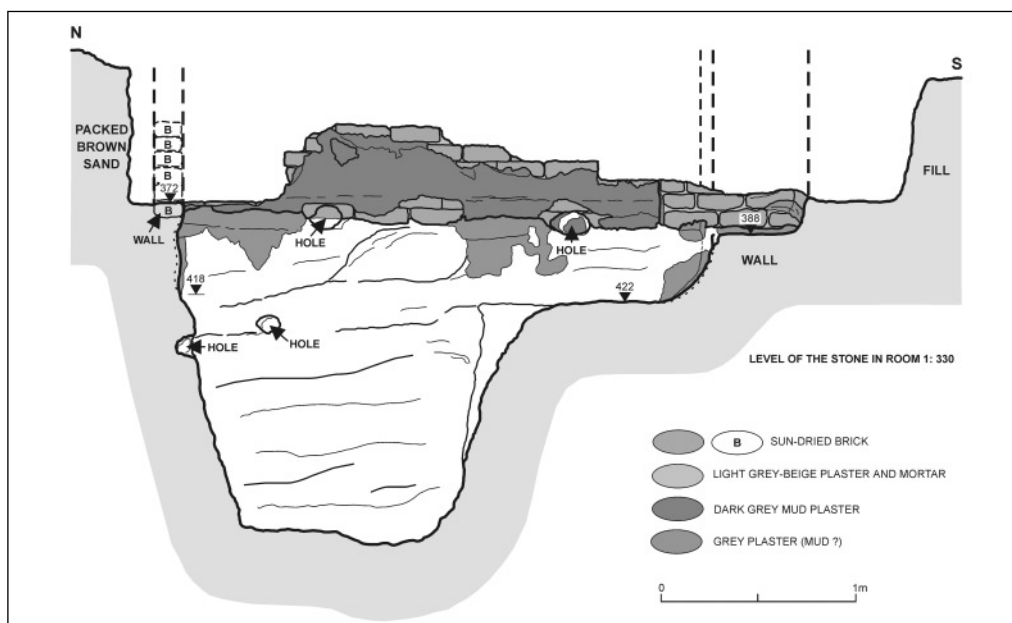 N
S
PACKED
BROWN
SAND
B
B
B
B
372
B
WALL
HOLE
HOLE
388
WALL
FILL
418
422
HOLE
HOLE
LEVEL OF THE STONE IN ROOM 1: 330
B SUN-DRIED BRICK
LIGHT GREY-BEIGE PLASTER AND MORTAR
DARK GREY MUD PLASTER
GREY PLASTER (MUD ?)
0 1m